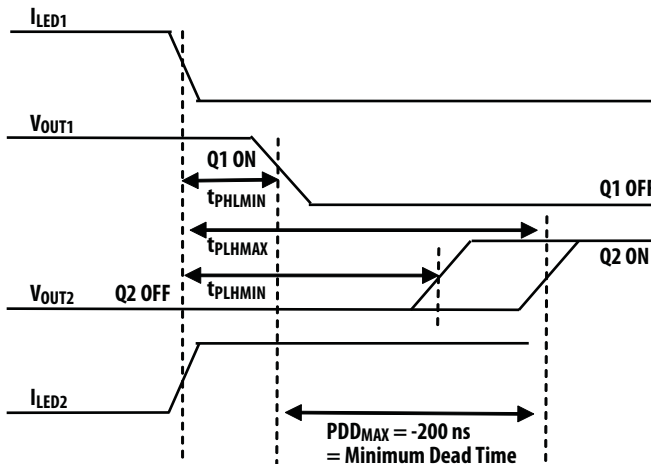 ILED1
VOUT1
Q1 ON
tPHLMIN
Q1 OFF
tPLHMAX
Q2 ON
tPLHMIN
VOUT2
Q2 OFF
ILED2
PDDMAX = -200 ns
= Minimum Dead Time